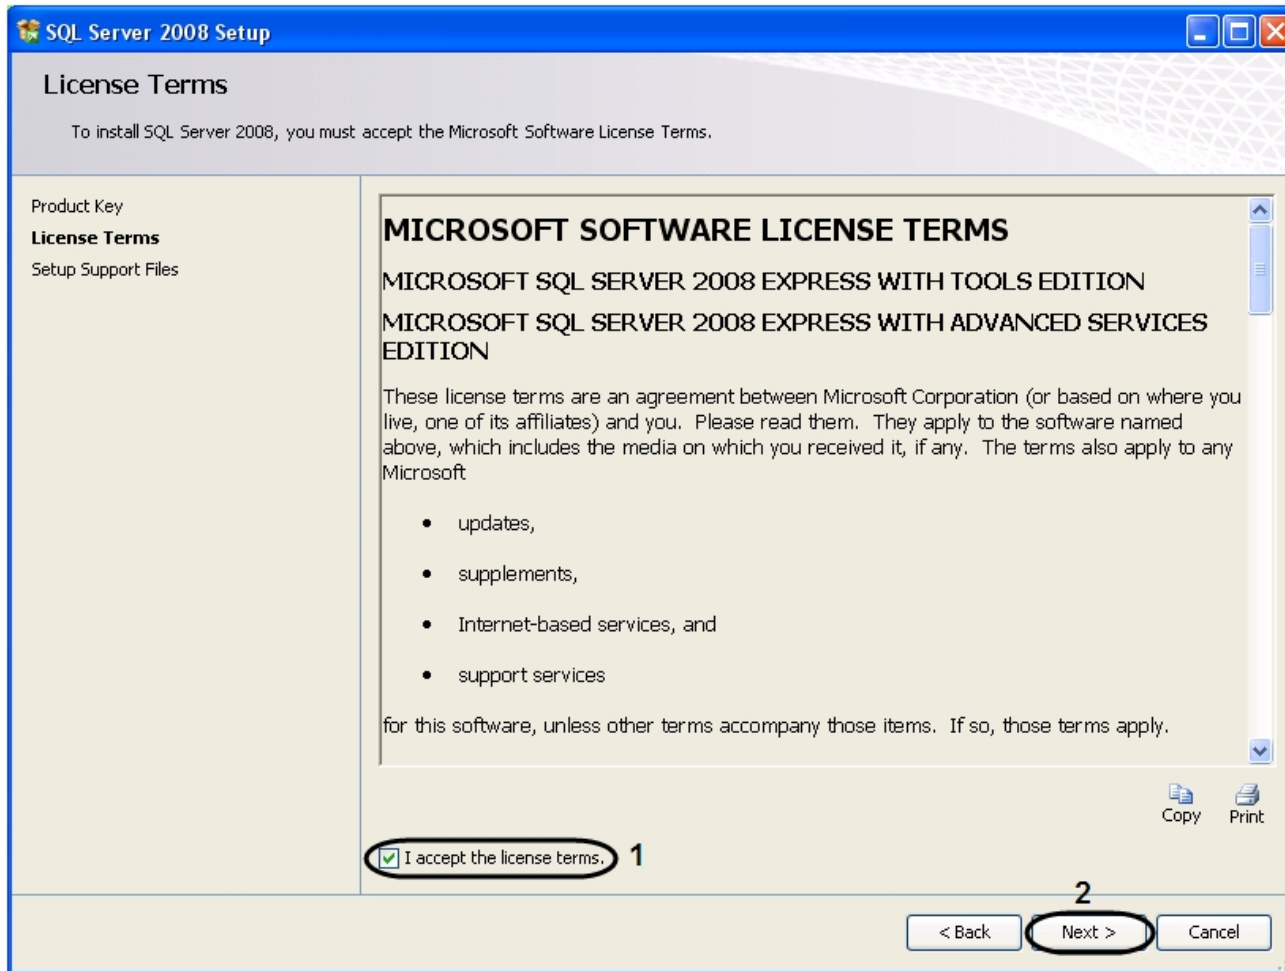 SQL Server 2008 Setup
License Terms
To install SQL Server 2008, you must accept the Microsoft Software License Terms.
Product Key
License Terms
Setup Support Files
MICROSOFT SOFTWARE LICENSE TERMS
MICROSOFT SQL SERVER 2008 EXPRESS WITH TOOLS EDITION
MICROSOFT SQL SERVER 2008 EXPRESS WITH ADVANCED SERVICES
EDITION
These license terms are an agreement between Microsoft Corporation (or based on where you
live, one of its affiliates) and you.  Please read them.  They apply to the software named
above, which includes the media on which you received it, if any.  The terms also apply to any
Microsoft
• updates,
• supplements,
• Internet-based services, and
• support services
for this software, unless other terms accompany those items.  If so, those terms apply.
Copy Print
I accept the license terms. 1
2
< Back Next > Cancel